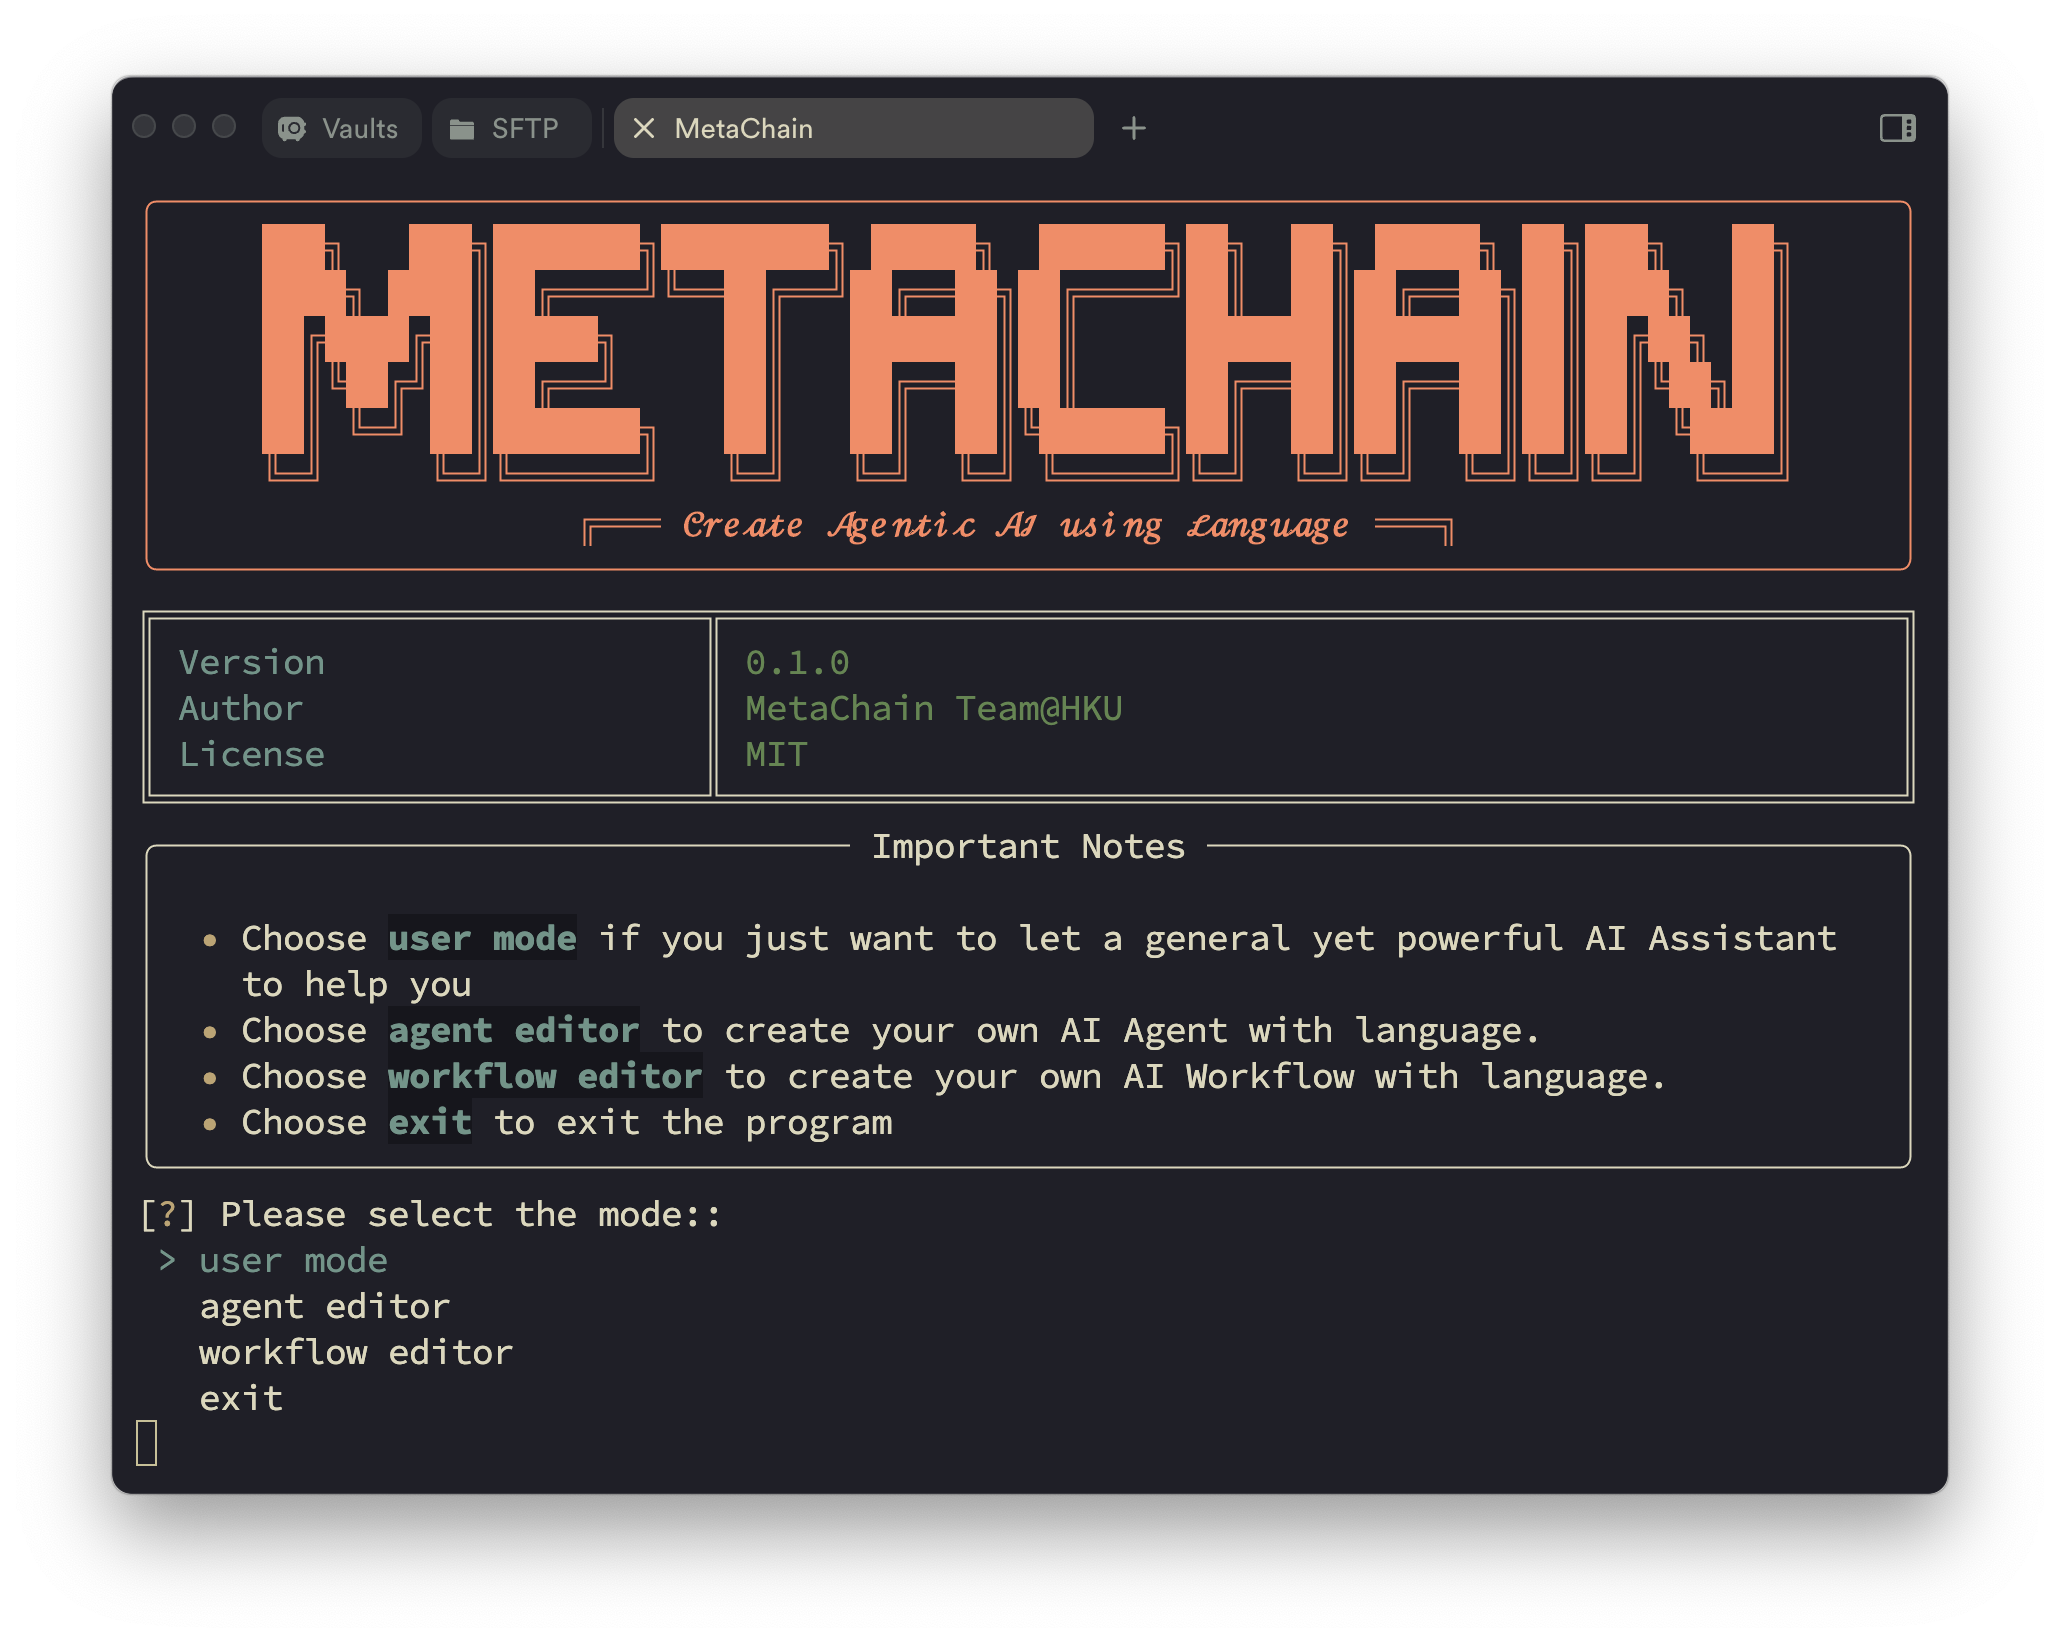 Vaults SFTP MetaChain
METACHAIN
Create Agentic AI using Language
Version 0.1.0
Author MetaChain Team@HKU
License MIT
Important Notes
• Choose user mode if you just want to let a general yet powerful AI Assistant
to help you
• Choose agent editor to create your own AI Agent with language.
• Choose workflow editor to create your own AI Workflow with language.
• Choose exit to exit the program
[?] Please select the mode::
> user mode
agent editor
workflow editor
exit